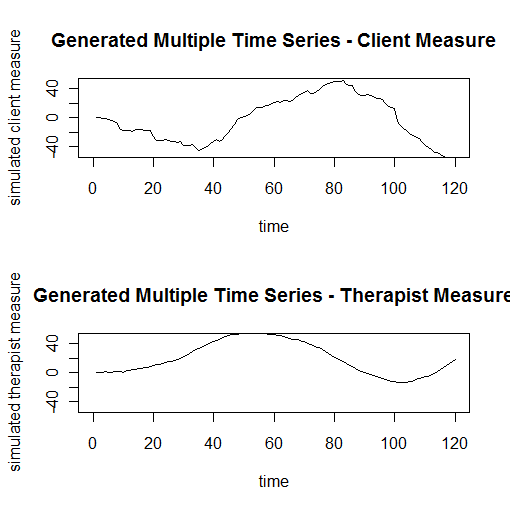 Generated Multiple Time Series - Client Measure
simulated client measure
40
0
-40
0 20 40 60 80 100 120
time
Generated Multiple Time Series - Therapist Measure
simulated therapist measure
40
0
-40
0 20 40 60 80 100 120
time